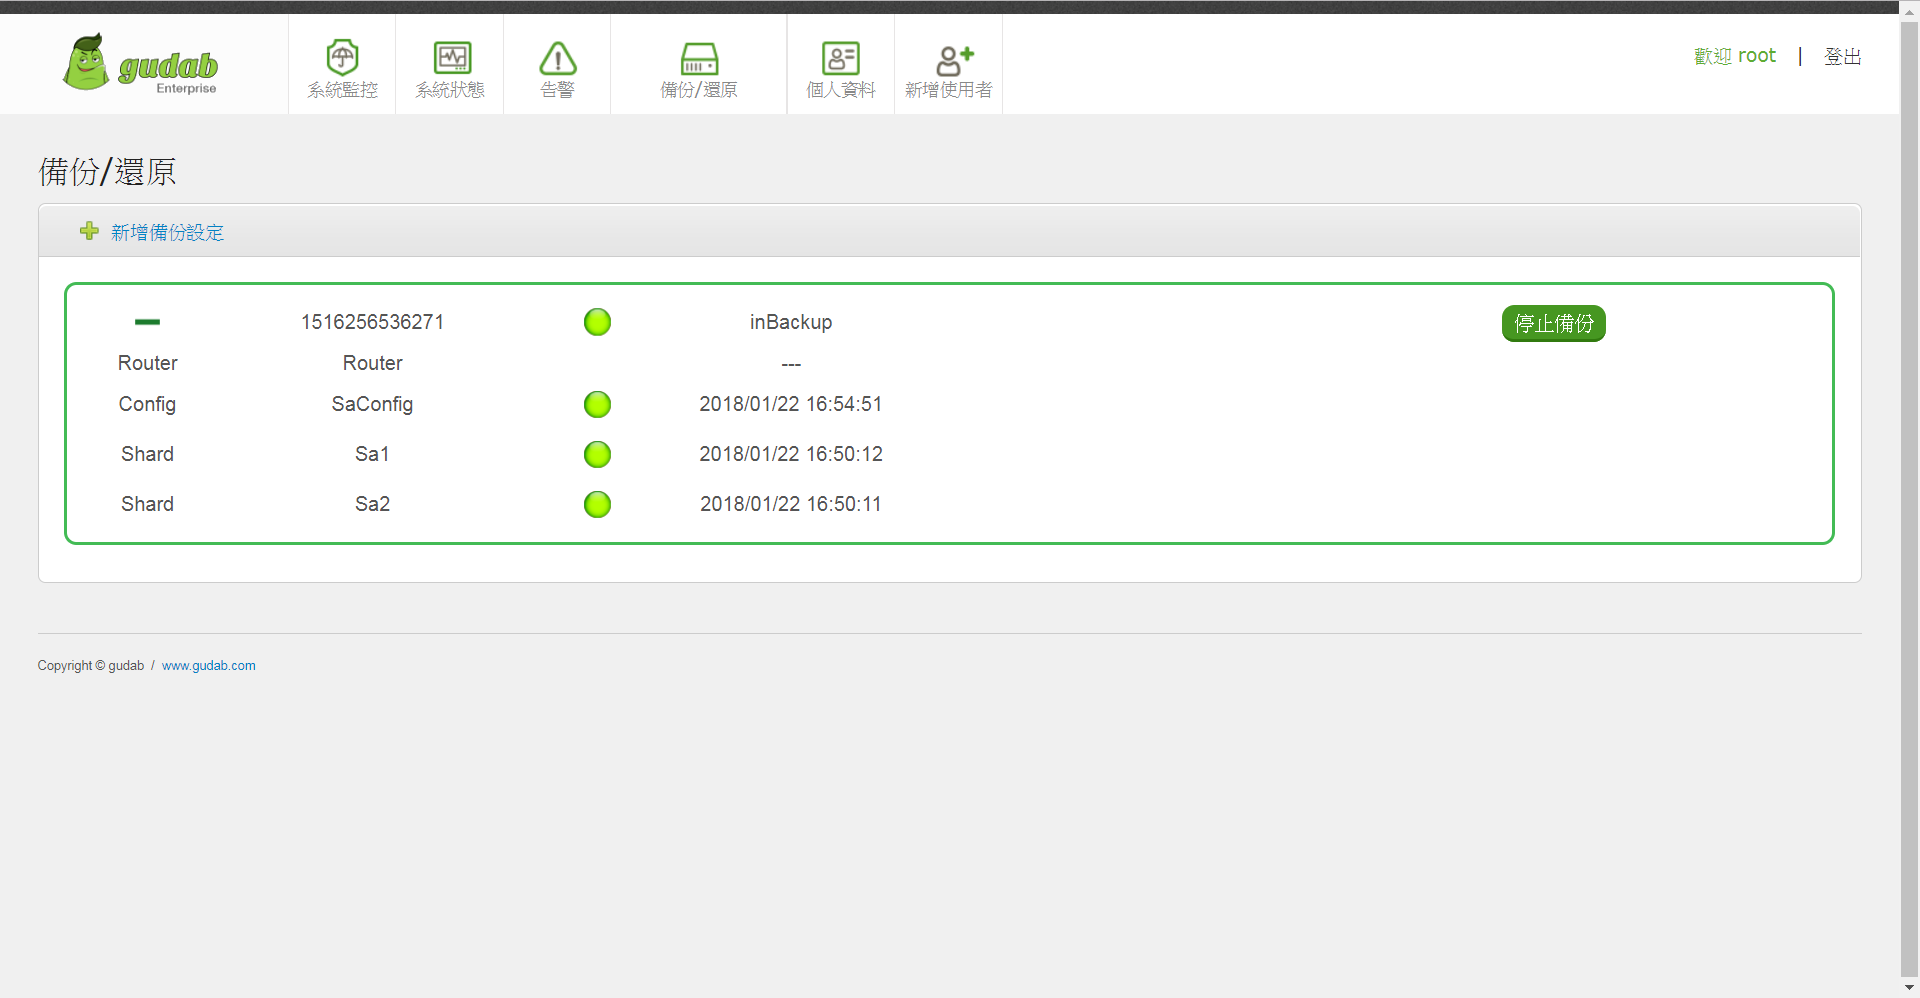 gudab
Enterprise
系統監控
系統狀態
告警
備份/還原
個人資料
新增使用者
歡迎 root | 登出
備份/還原
新增備份設定
1516256536271 inBackup 停止備份
Router Router ---
Config SaConfig 2018/01/22 16:54:51
Shard Sa1 2018/01/22 16:50:12
Shard Sa2 2018/01/22 16:50:11
Copyright © gudab / www.gudab.com